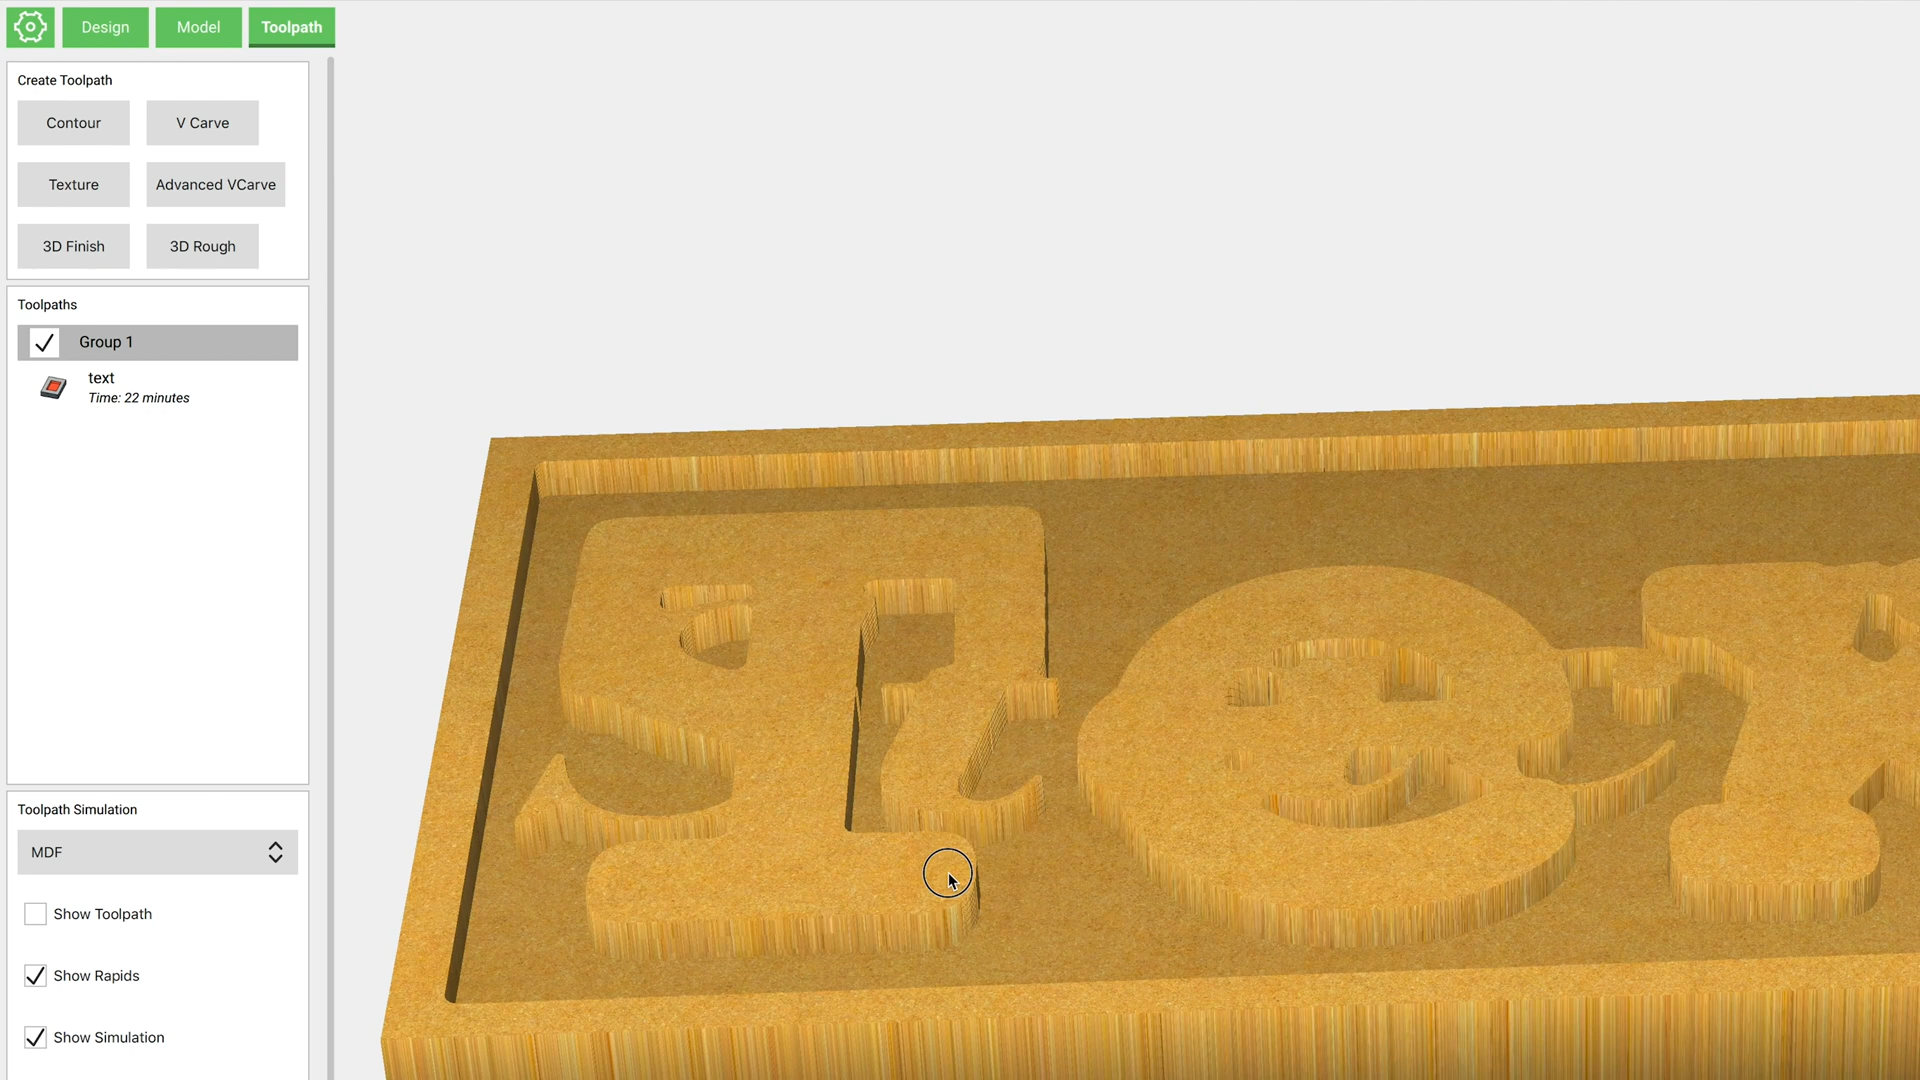 Design Model Toolpath
Create Toolpath
Contour V Carve
Texture Advanced VCarve
3D Finish 3D Rough
Toolpaths
Group 1
text
Time: 22 minutes
Toolpath Simulation
MDF
Show Toolpath
Show Rapids
Show Simulation